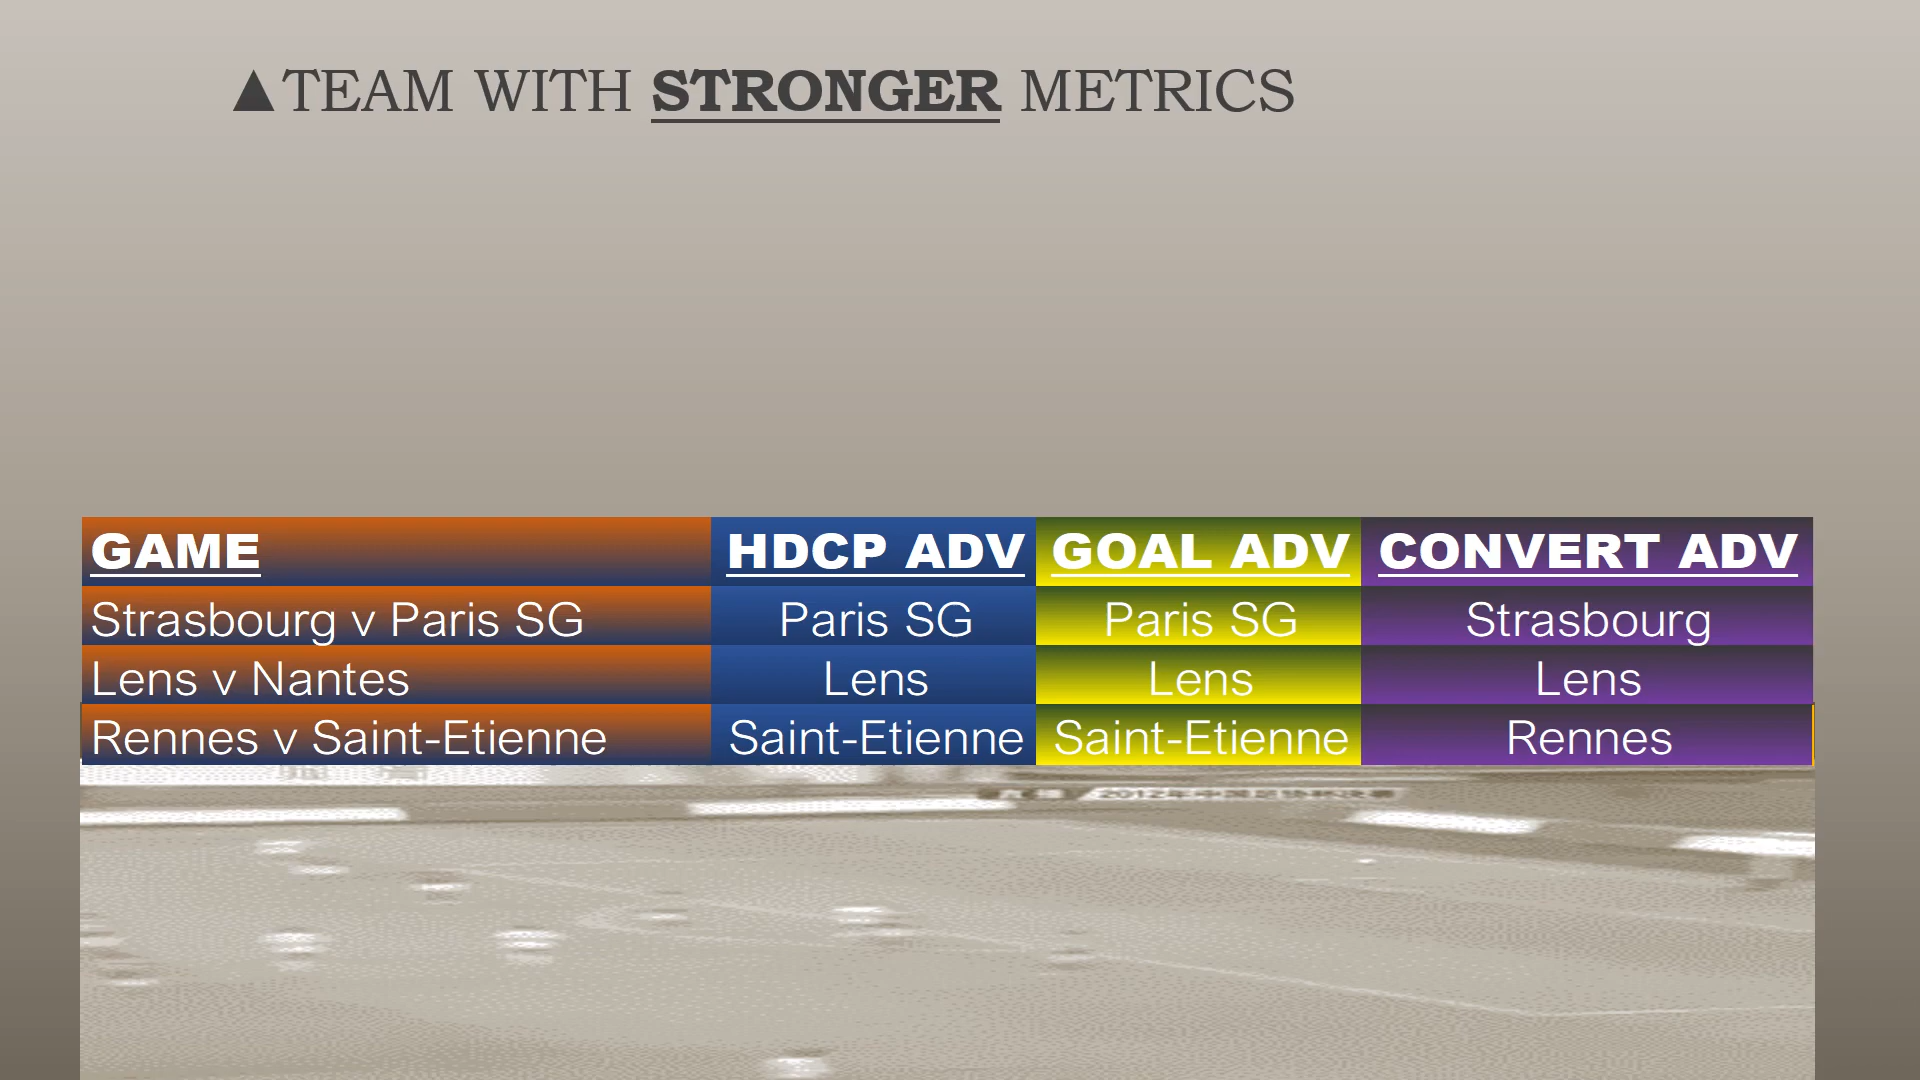 ▲TEAM WITH STRONGER METRICS
GAME HDCP ADV GOAL ADV CONVERT ADV
Strasbourg v Paris SG Paris SG Paris SG Strasbourg
Lens v Nantes Lens Lens Lens
Rennes v Saint-Etienne Saint-Etienne Saint-Etienne Rennes